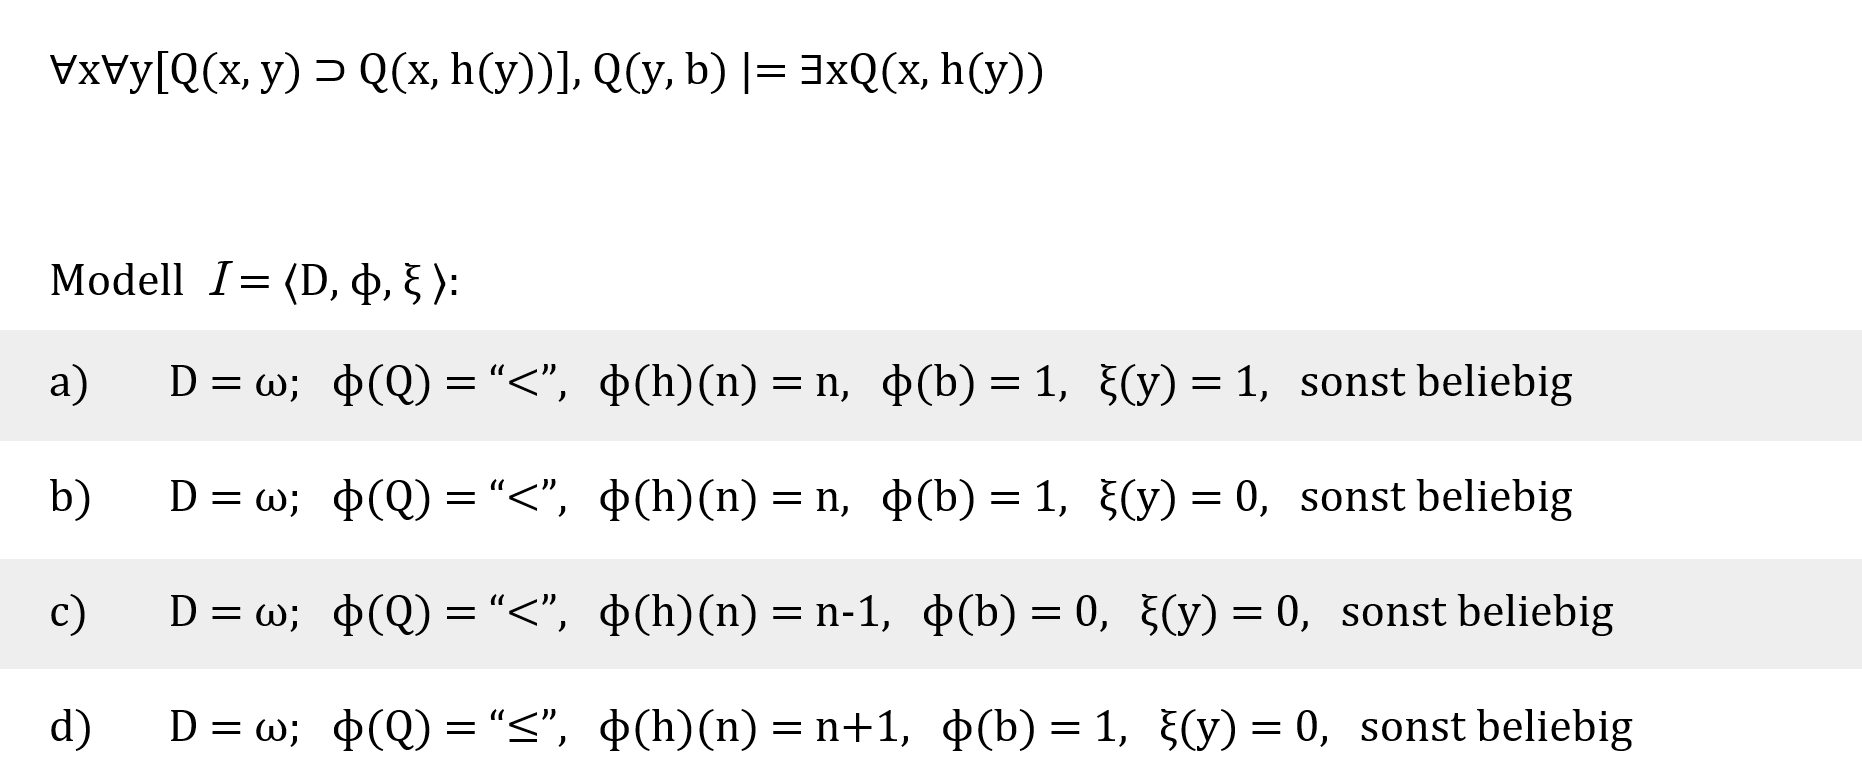 ∀x∀y[Q(x, y) ⊃ Q(x, h(y))], Q(y, b) |= ∃xQ(x, h(y))
Modell I = ⟨D, ϕ, ξ ⟩:
a) D = ω; ϕ(Q) = “<”, ϕ(h)(n) = n, ϕ(b) = 1, ξ(y) = 1, sonst beliebig
b) D = ω; ϕ(Q) = “<”, ϕ(h)(n) = n, ϕ(b) = 1, ξ(y) = 0, sonst beliebig
c) D = ω; ϕ(Q) = “<”, ϕ(h)(n) = n-1, ϕ(b) = 0, ξ(y) = 0, sonst beliebig
d) D = ω; ϕ(Q) = “≤”, ϕ(h)(n) = n+1, ϕ(b) = 1, ξ(y) = 0, sonst beliebig